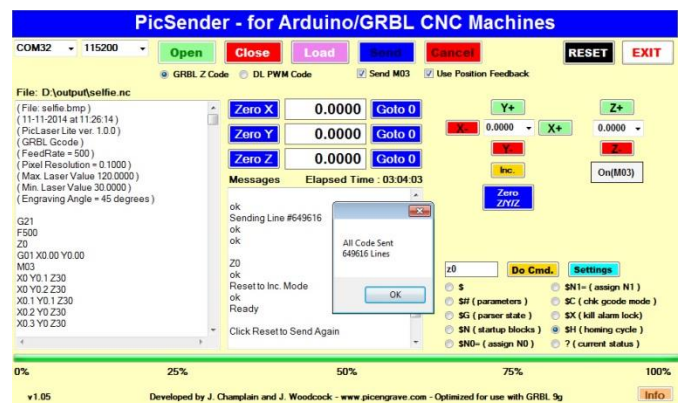 PicSender - for Arduino/GRBL CNC Machines
COM32 115200 Open Close Load Send Cancel RESET EXIT
GRBL Z Code DL PWM Code Send M03 Use Position Feedback
File: D:\output\selfie.nc
( File: selfie.bmp )
( 11-11-2014 at 11:26:14 )
( PicLaser Lite ver. 1.0.0 )
( GRBL Gcode )
( FeedRate = 500 )
( Pixel Resolution = 0.1000 )
( Max. Laser Value 120.0000 )
( Min. Laser Value 30.0000 )
( Engraving Angle = 45 degrees )
G21
F500
Z0
G01 X0.00 Y0.00
M03
X0 Y0.1 Z30
X0 Y0.2 Z30
X0.1 Y0.1 Z30
X0.2 Y0 Z30
X0.3 Y0 Z30
Zero X 0.0000 Goto 0
Zero Y 0.0000 Goto 0
Zero Z 0.0000 Goto 0
Messages Elapsed Time : 03:04:03
ok
Sending Line #649616
ok
ok
Z0
ok
Reset to Inc. Mode
ok
Ready
Click Reset to Send Again
All Code Sent
649616 Lines
OK
Y+ Z+
X- 0.0000 X+ 0.0000
Y- Z-
Inc. On(M03)
Zero
Z/Y/Z
z0 Do Cmd. Settings
$ $N1= ( assign N1 )
$# ( parameters ) $C ( chk gcode mode )
$G ( parser state ) $X ( kill alarm lock )
$N ( startup blocks ) $H ( homing cycle )
$N0= ( assign N0 ) ? ( current status )
0% 25% 50% 75% 100%
v 1.05 Developed by J. Champlain and J. Woodcock - www.picengrave.com - Optimized for use with GRBL 9g Info